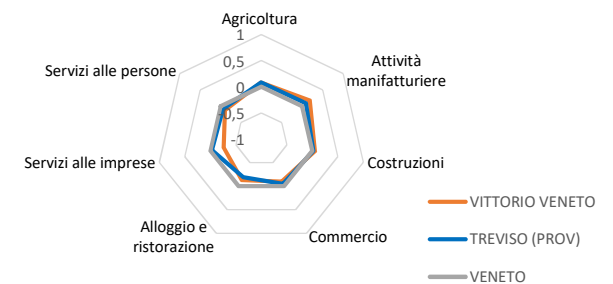 Agricoltura
1
0,5
0
-0,5
-1
Attività
manifatturiere
Costruzioni
Commercio
Alloggio e
ristorazione
Servizi alle imprese
Servizi alle persone
VITTORIO VENETO
TREVISO (PROV)
VENETO